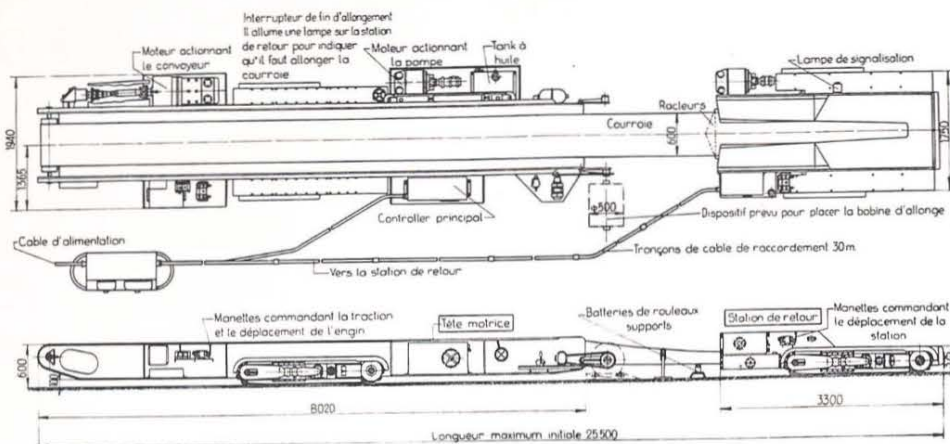 Interrupteur de fin d'allongement
Il allume une lampe sur la station
de retour pour indiquer
qu'il faut allonger la
courroie
Moteur actionnant
le convoyeur
Moteur actionnant
la pompe
Tank à
huile
Lampe de signalisation
Racleurs
Courroie
600
1940
1365
1760
Controller principal
φ500
Dispositif prevu pour placer la bobine d'allonge
Cable d'alimentation
Tronçons de cable de raccordement 30m.
Vers la station de retour
Manettes commandant la traction
et le déplacement de l'engin
Tête motrice
Batteries de rouleaux
supports
Station de retour
Manettes commandant
le déplacement de la
station
600
8020
3300
Longueur maximum initiale 25500